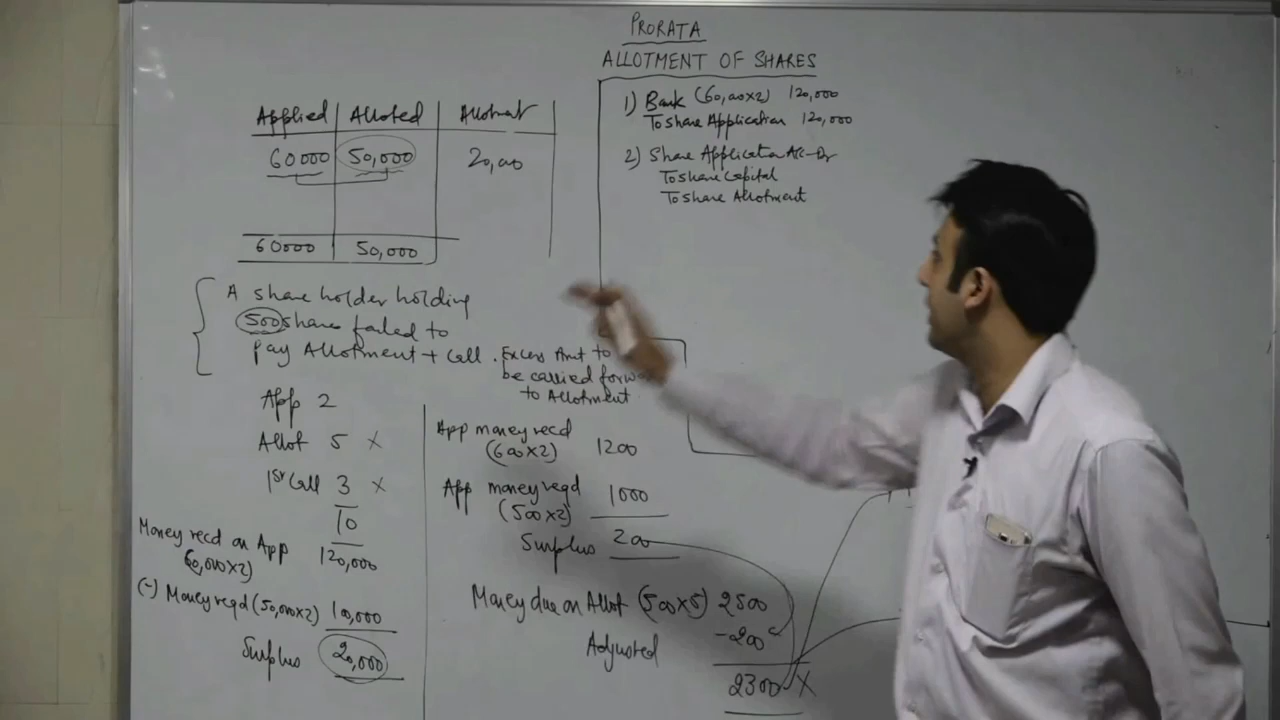 PRORATA
ALLOTMENT OF SHARES
Applied Alloted Allotment
60000 50,000 20,000
60000 50,000
A share holder holding
500 shares failed to
pay Allotment + Call. Excess Amt to
be carried forw
to Allotment
App 2
Allot 5 X
1st Call 3 X
10
Money recd on App
60,000x2) 120,000
(-) Money reqd (50,000x2) 100,000
Surplus 20,000
App money recd
(600x2) 1200
App money reqd 1000
(500x2)
Surplus 200
Money due on Allot (500x5) 2500
Adjusted -200
2300 X
1) Bank (60,000x2) 120,000
To share Application 120,000
2) Share Application A/c-Dr
To share Capital
To share Allotment